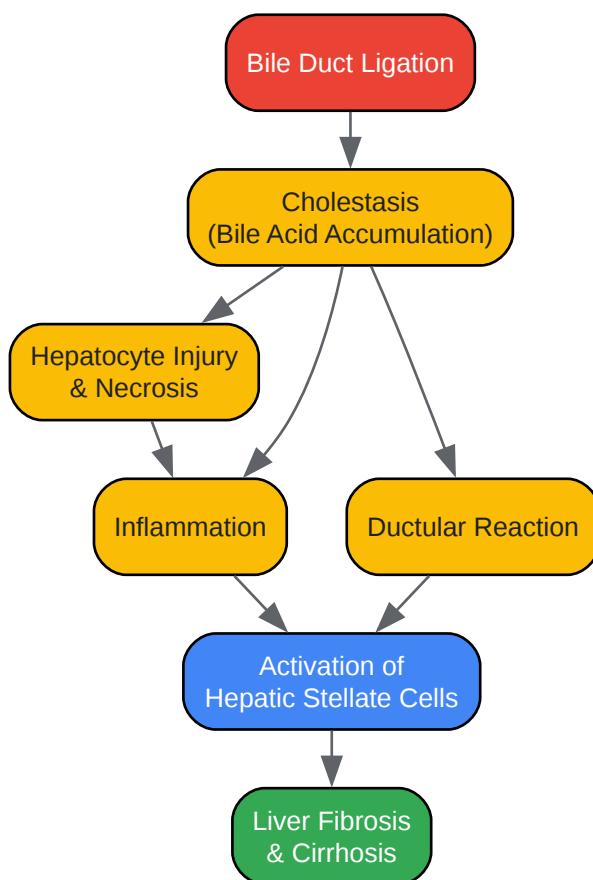 Bile Duct Ligation
Cholestasis
(Bile Acid Accumulation)
Hepatocyte Injury
& Necrosis
Inflammation
Ductular Reaction
Activation of
Hepatic Stellate Cells
Liver Fibrosis
& Cirrhosis